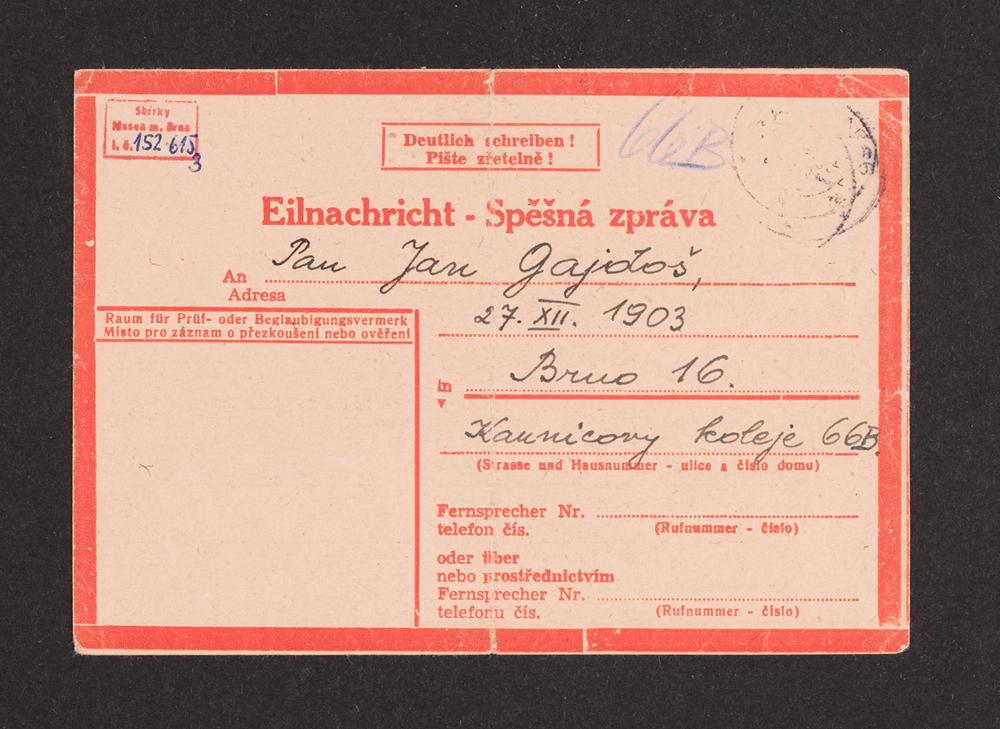 Sbírky
Musea m. Brna
i. č. 152 615
3
Deutlich schreiben!
Pište zřetelně!
66B
Eilnachricht - Spěšná zpráva
An Pan Jan Gajdoš,
Adresa
27. XII. 1903
Raum für Prüf- oder Beglaubigungsvermerk
Místo pro záznam o přezkoušení nebo ověření
in Brno 16.
v
Kaunicovy koleje 66B.
(Strasse und Hausnummer - ulice a číslo domu)
Fernsprecher Nr.
telefon čís. (Rufnummer - číslo)
oder über
nebo prostřednictvím
Fernsprecher Nr.
telefonu čís. (Rufnummer - číslo)